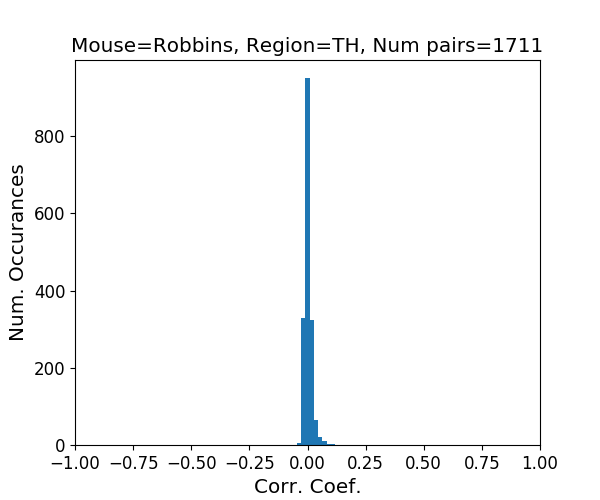 Mouse=Robbins, Region=TH, Num pairs=1711
Num. Occurances
800
600
400
200
0
−1.00 −0.75 −0.50 −0.25 0.00 0.25 0.50 0.75 1.00
Corr. Coef.